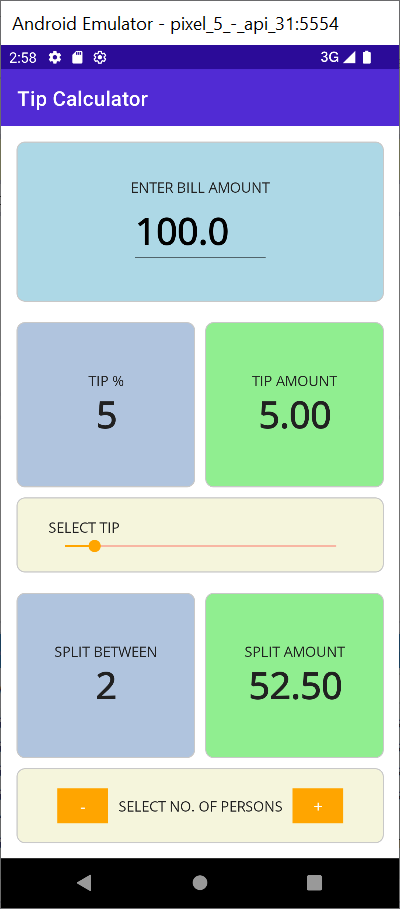 Android Emulator - pixel_5_-_api_31:5554
2:58 3G
Tip Calculator
ENTER BILL AMOUNT
100.0
TIP % TIP AMOUNT
5 5.00
SELECT TIP
SPLIT BETWEEN SPLIT AMOUNT
2 52.50
- SELECT NO. OF PERSONS +